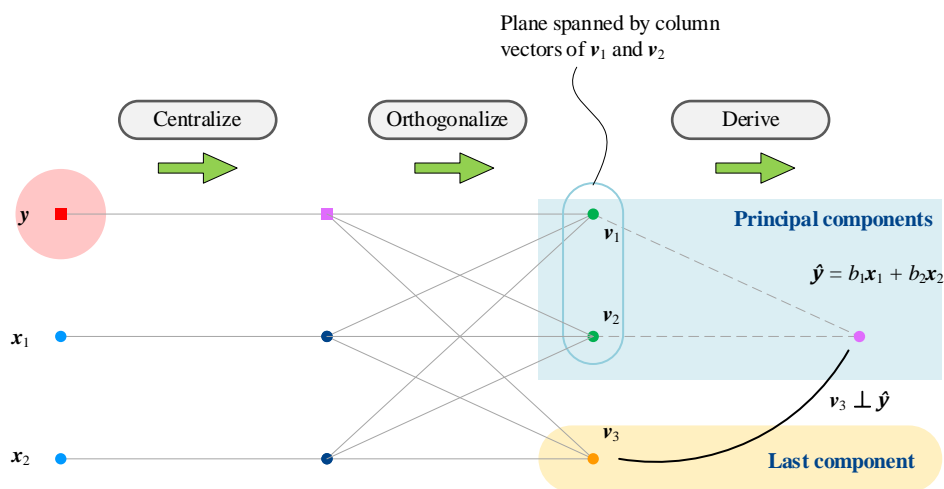 Plane spanned by column
vectors of v₁ and v₂
Centralize
Orthogonalize
Derive
y
Principal components
v₁
ŷ = b₁x₁ + b₂x₂
v₂
x₁
v₃ ⊥ ŷ
v₃
x₂
Last component